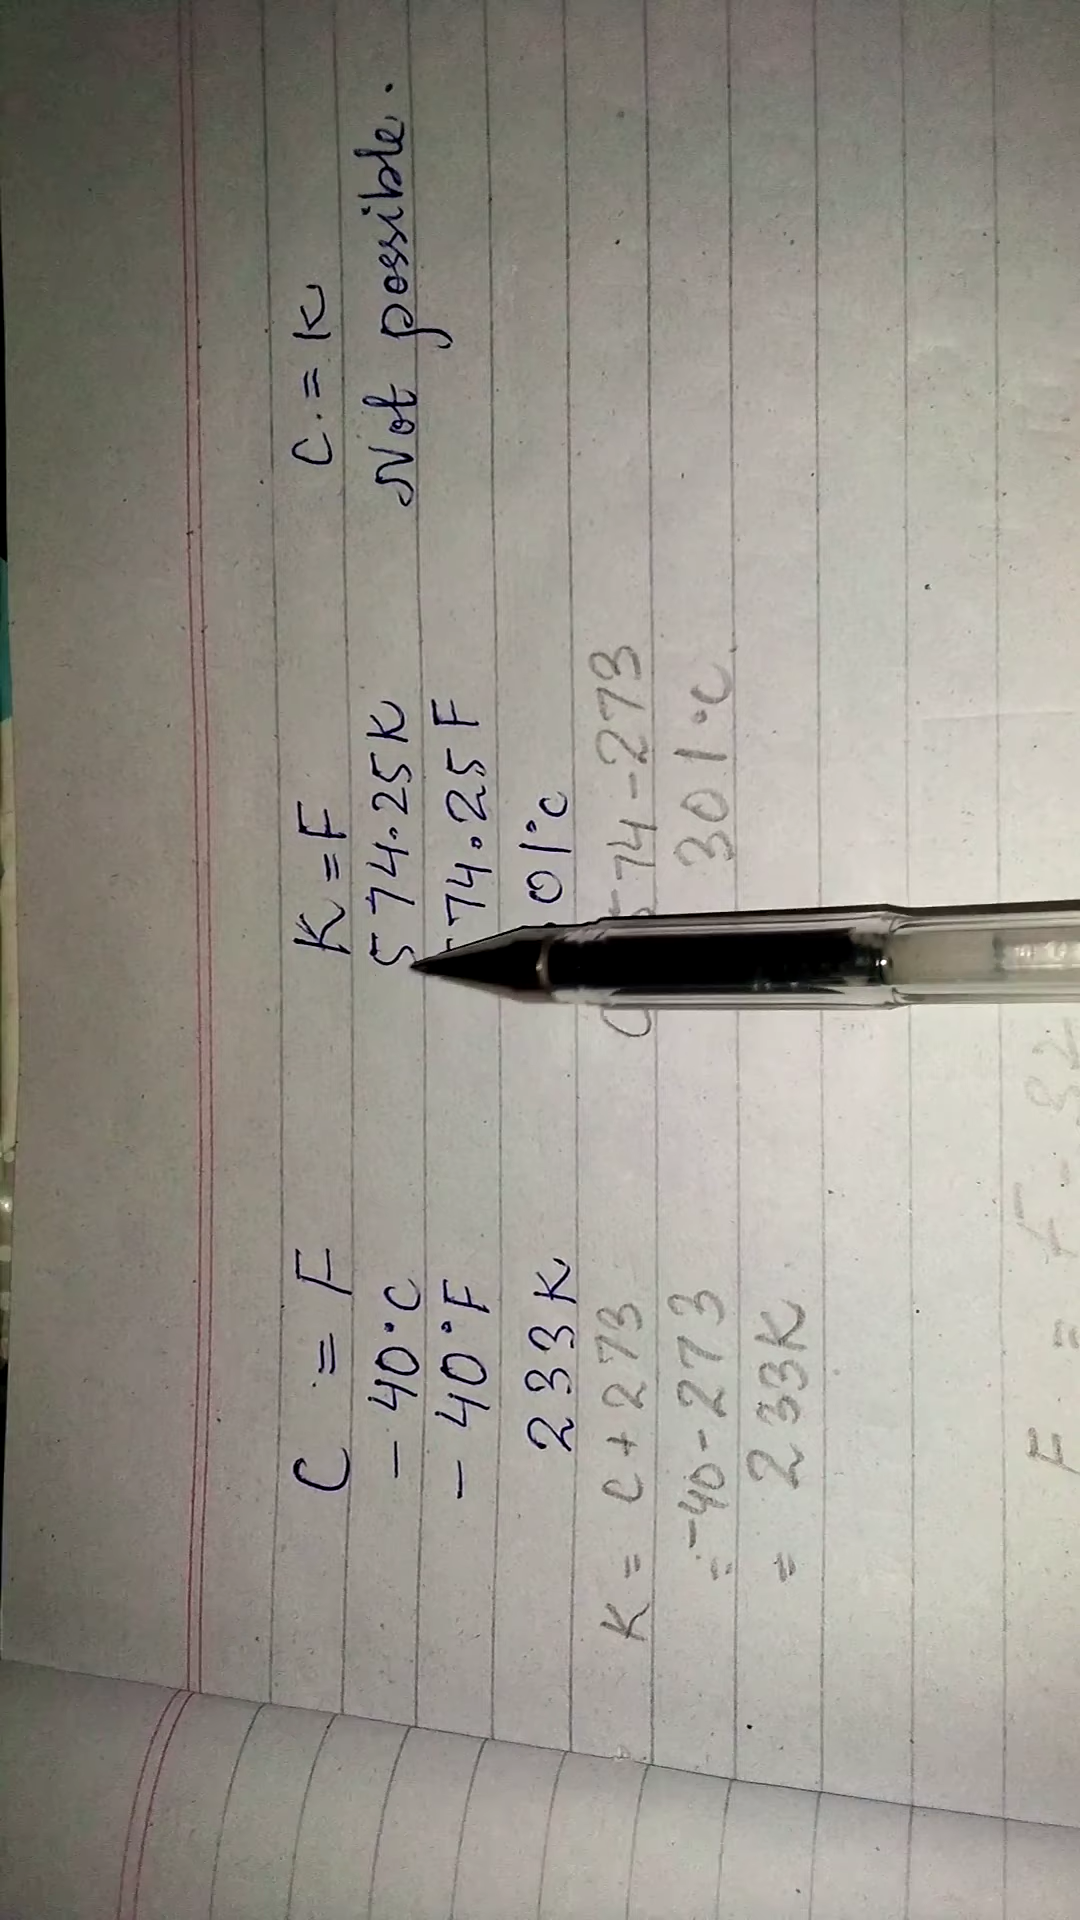 C = F
- 40°C
- 40°F
233K
K = C + 273
= -40-273
= 233K
K = F
574.25K
74.25F
01°C
74-273
301°C
C = K
Not possible.
F =